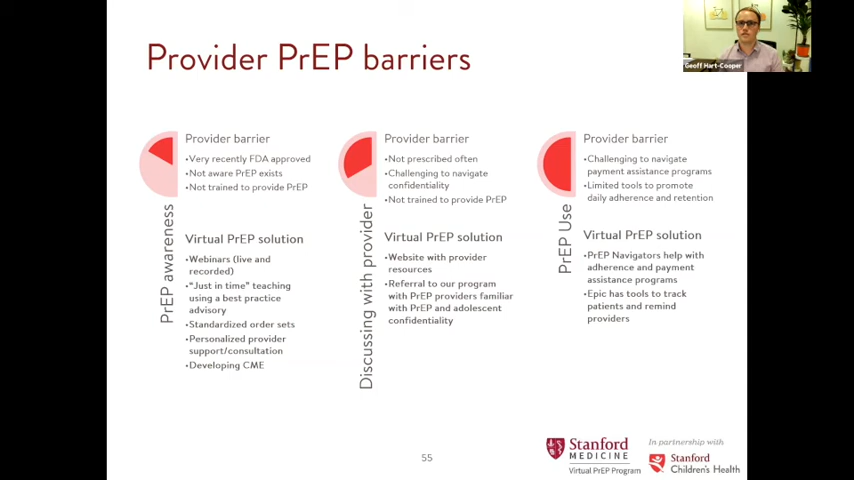 Provider PrEP barriers
Geoff Hart-Cooper
PrEP awareness
Provider barrier
•Very recently FDA approved
•Not aware PrEP exists
•Not trained to provide PrEP
Virtual PrEP solution
•Webinars (live and
recorded)
•“Just in time” teaching
using a best practice
advisory
•Standardized order sets
•Personalized provider
support/consultation
•Developing CME
Discussing with provider
Provider barrier
•Not prescribed often
•Challenging to navigate
confidentiality
•Not trained to provide PrEP
Virtual PrEP solution
•Website with provider
resources
•Referral to our program
with PrEP providers familiar
with PrEP and adolescent
confidentiality
PrEP Use
Provider barrier
•Challenging to navigate
payment assistance programs
•Limited tools to promote
daily adherence and retention
Virtual PrEP solution
•PrEP Navigators help with
adherence and payment
assistance programs
•Epic has tools to track
patients and remind
providers
55
Stanford
MEDICINE
Virtual PrEP Program
In partnership with
Stanford
Children's Health